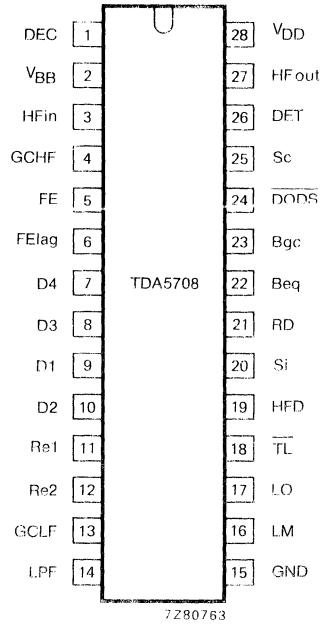 DEC 1 28 VDD
VBB 2 27 HFout
HFin 3 26 DET
GCHF 4 25 Sc
FE 5 24 DODS
FElag 6 23 Bgc
D4 7 TDA5708 22 Beq
D3 8 21 RD
D1 9 20 Si
D2 10 19 HFD
Re1 11 18 TL
Re2 12 17 LO
GCLF 13 16 LM
LPF 14 15 GND
7Z80763